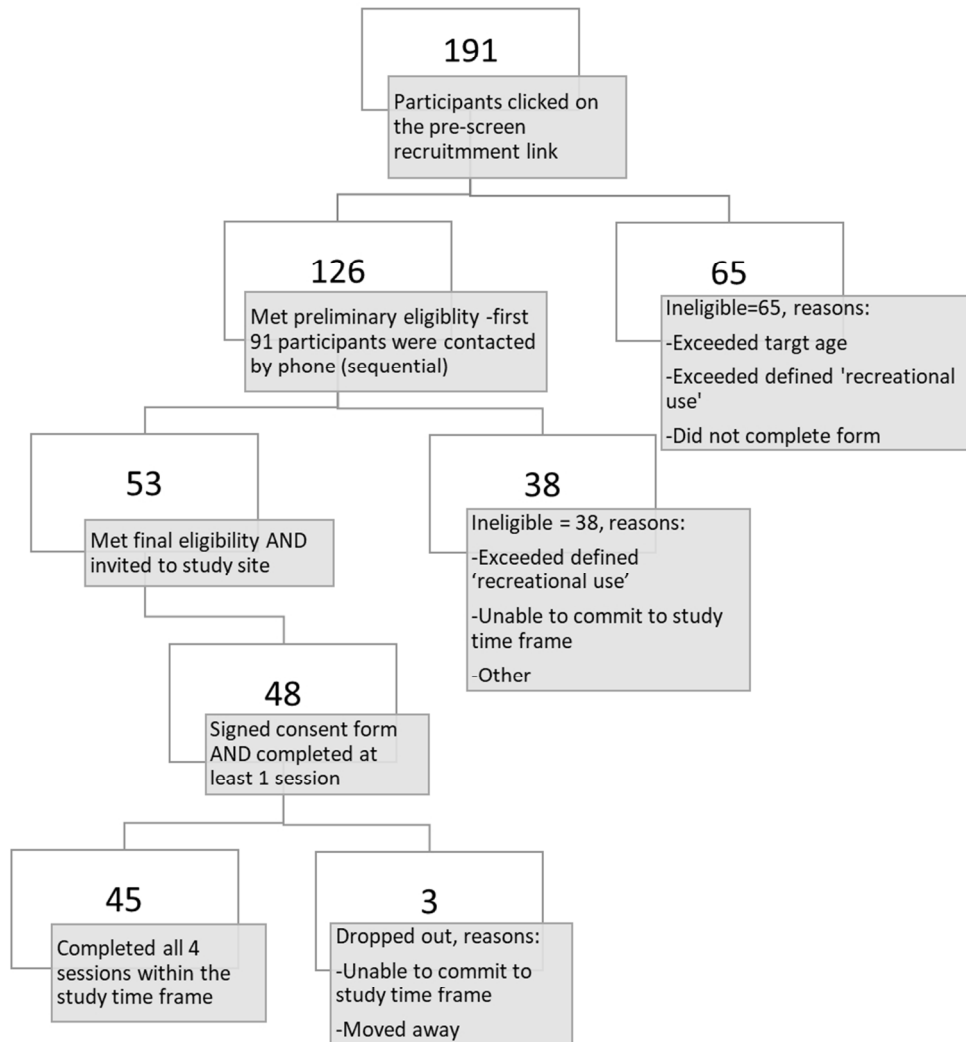 191
Participants clicked on
the pre-screen
recruitmment link
126
Met preliminary eligiblity -first
91 participants were contacted
by phone (sequential)
65
Ineligible=65, reasons:
-Exceeded targt age
-Exceeded defined 'recreational
use'
-Did not complete form
53
Met final eligibility AND
invited to study site
38
Ineligible = 38, reasons:
-Exceeded defined
‘recreational use’
-Unable to commit to study
time frame
-Other
48
Signed consent form
AND completed at
least 1 session
45
Completed all 4
sessions within the
study time frame
3
Dropped out, reasons:
-Unable to commit to
study time frame
-Moved away